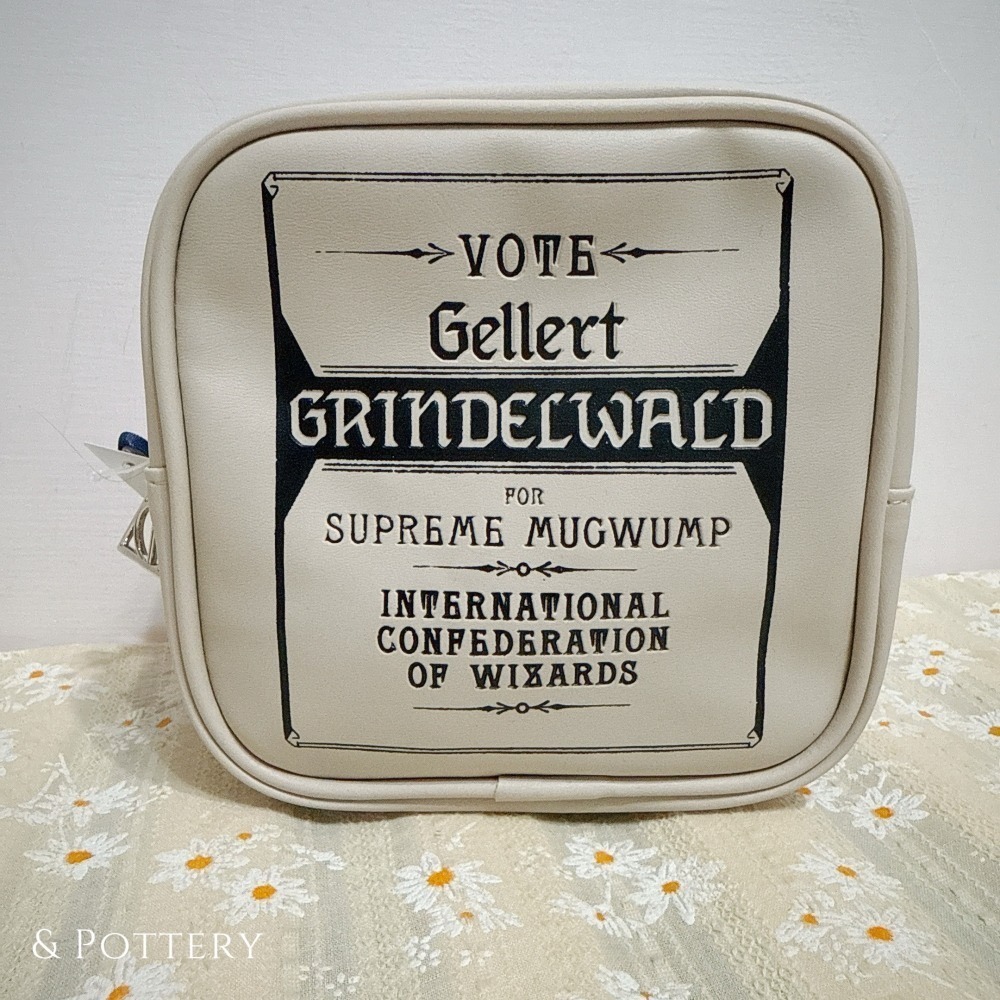 VOTE
Gellert
GRINDELWALD
FOR
SUPREME MUGWUMP
INTERNATIONAL
CONFEDERATION
OF WIZARDS
& POTTERY